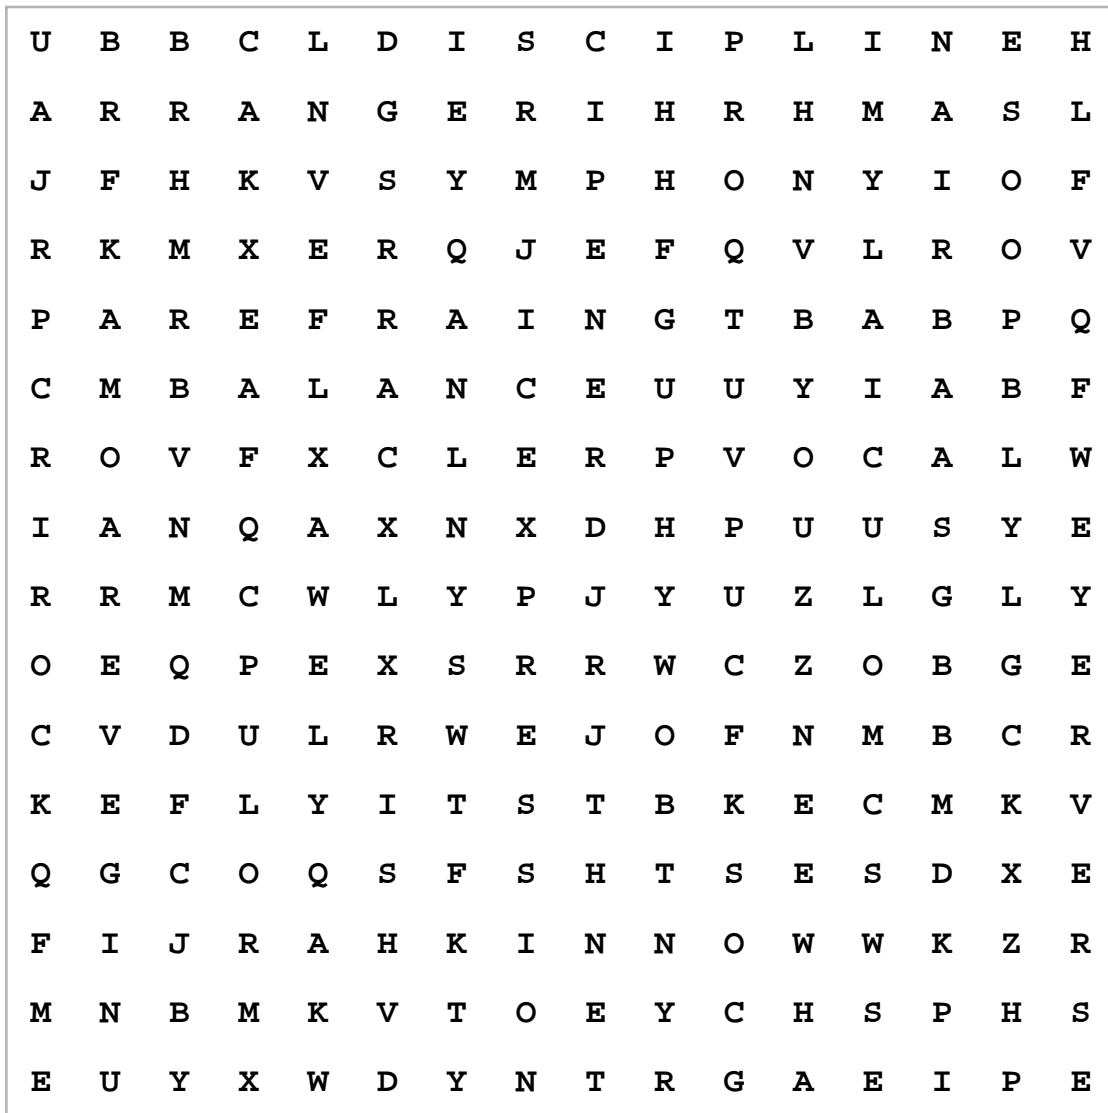 U B B C L D I S C I P L I N E H
A R R A N G E R I H R H M A S L
J F H K V S Y M P H O N Y I O F
R K M X E R Q J E F Q V L R O V
P A R E F R A I N G T B A B P Q
C M B A L A N C E U U Y I A B F
R O V F X C L E R P V O C A L W
I A N Q A X N X D H P U U S Y E
R R M C W L Y P J Y U Z L G L Y
O E Q P E X S R R W C Z O B G E
C V D U L R W E J O F N M B C R
K E F L Y I T S T B K E C M K V
Q G C O Q S F S H T S E S D X E
F I J R A H K I N N O W W K Z R
M N B M K V T O E Y C H S P H S
E U Y X W D Y N T R G A E I P E